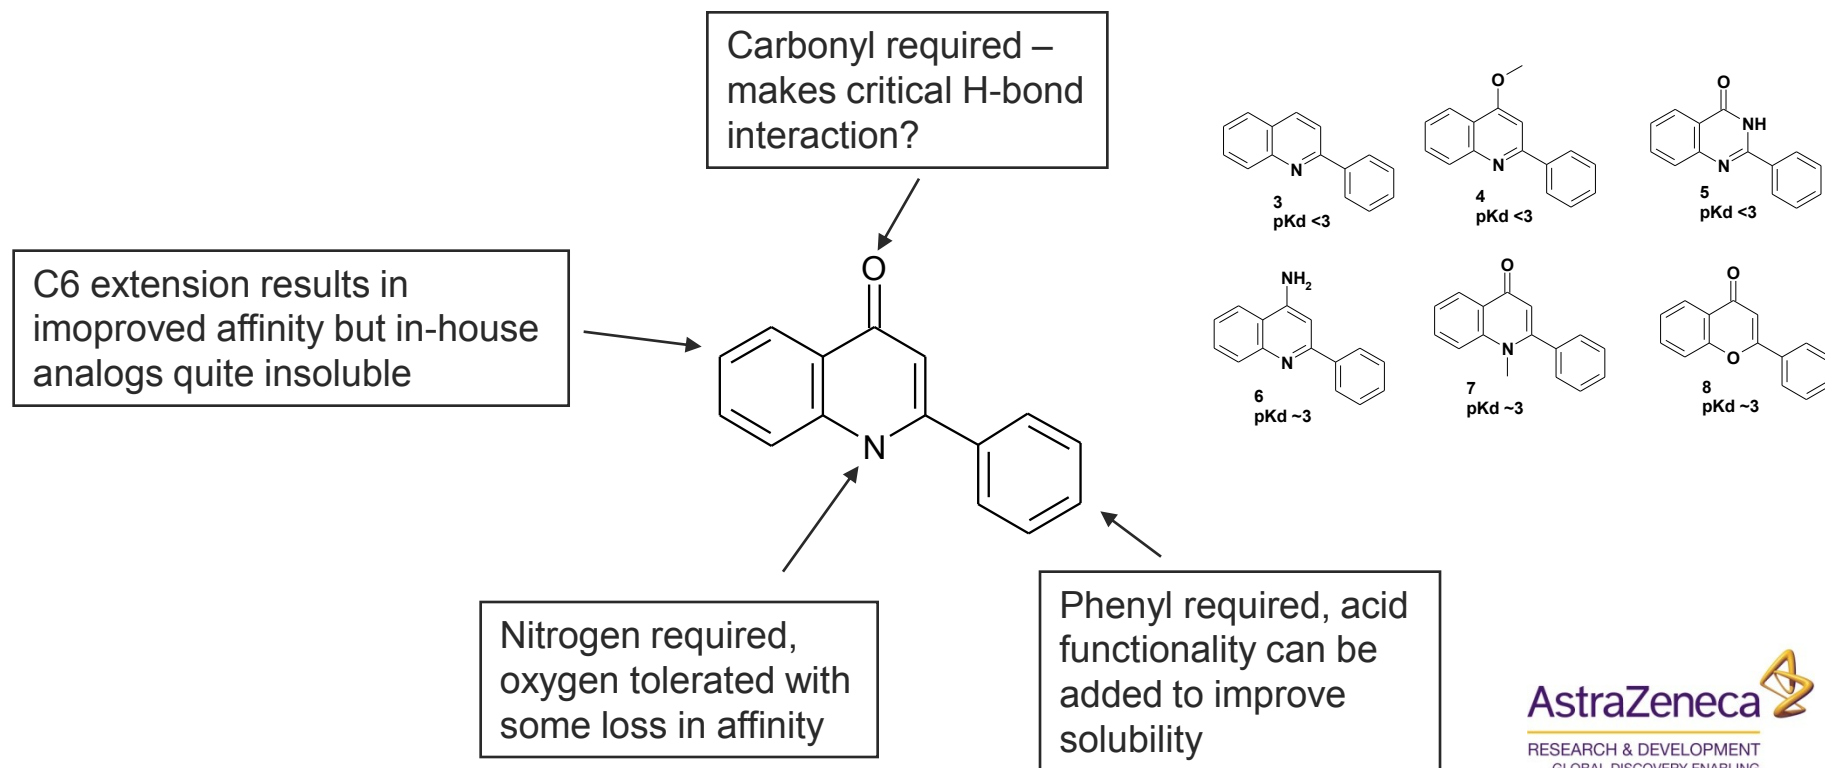 Carbonyl required –
makes critical H-bond
interaction?
C6 extension results in
imoproved affinity but in-house
analogs quite insoluble
O
N
Nitrogen required,
oxygen tolerated with
some loss in affinity
Phenyl required, acid
functionality can be
added to improve
solubility
N
3
pKd <3
O
N
4
pKd <3
O
NH
N
5
pKd <3
NH2
N
6
pKd ~3
O
N
7
pKd ~3
O
O
8
pKd ~3
AstraZeneca
RESEARCH & DEVELOPMENT
GLOBAL DISCOVERY ENABLING